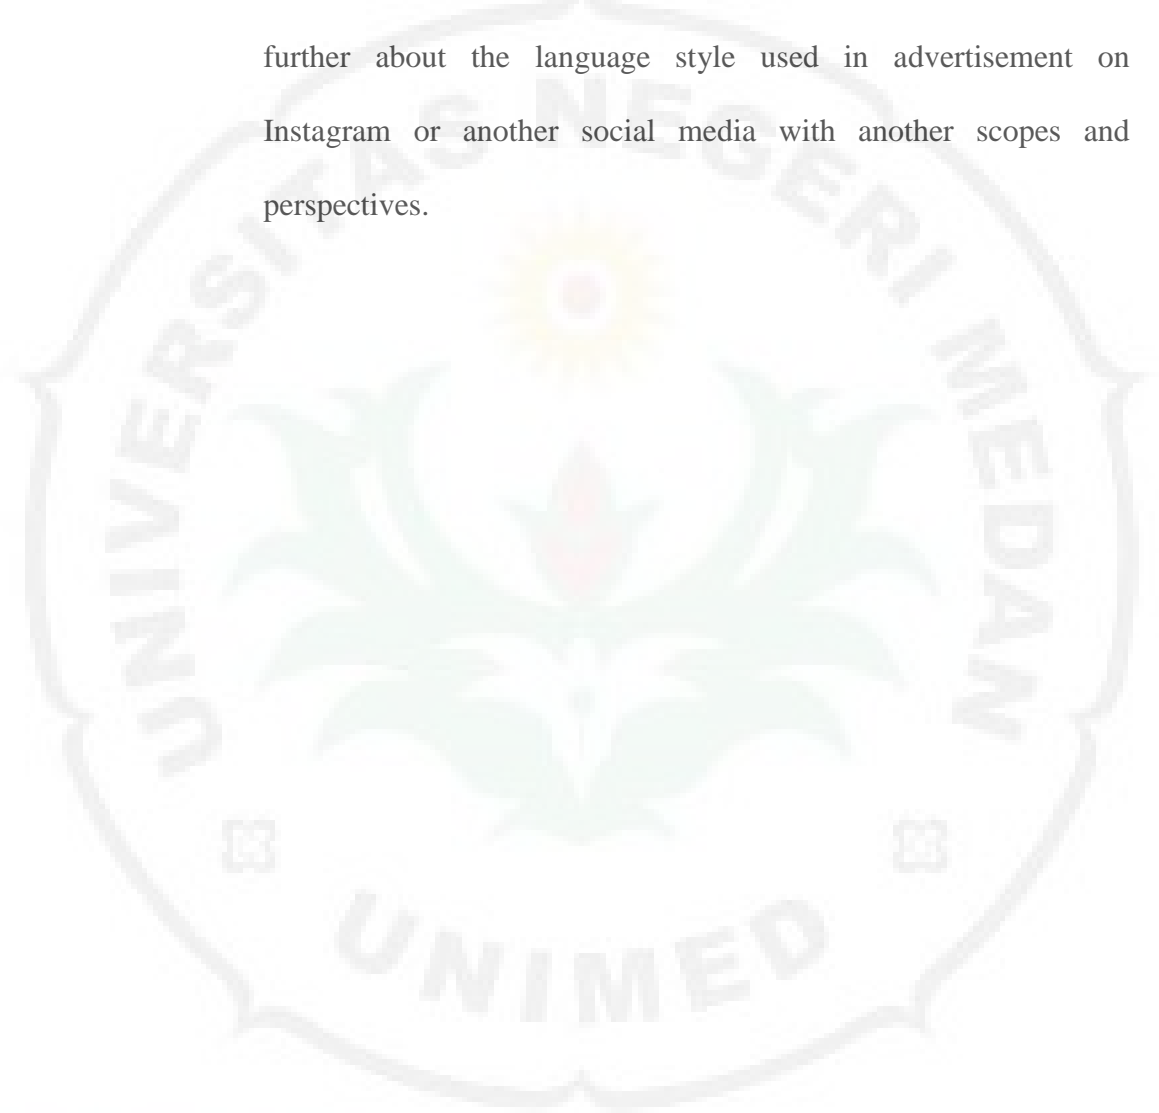 further about the language style used in advertisement on
Instagram or another social media with another scopes and
perspectives.
UNIVERSITAS NEGERI MEDAN
UNIMED